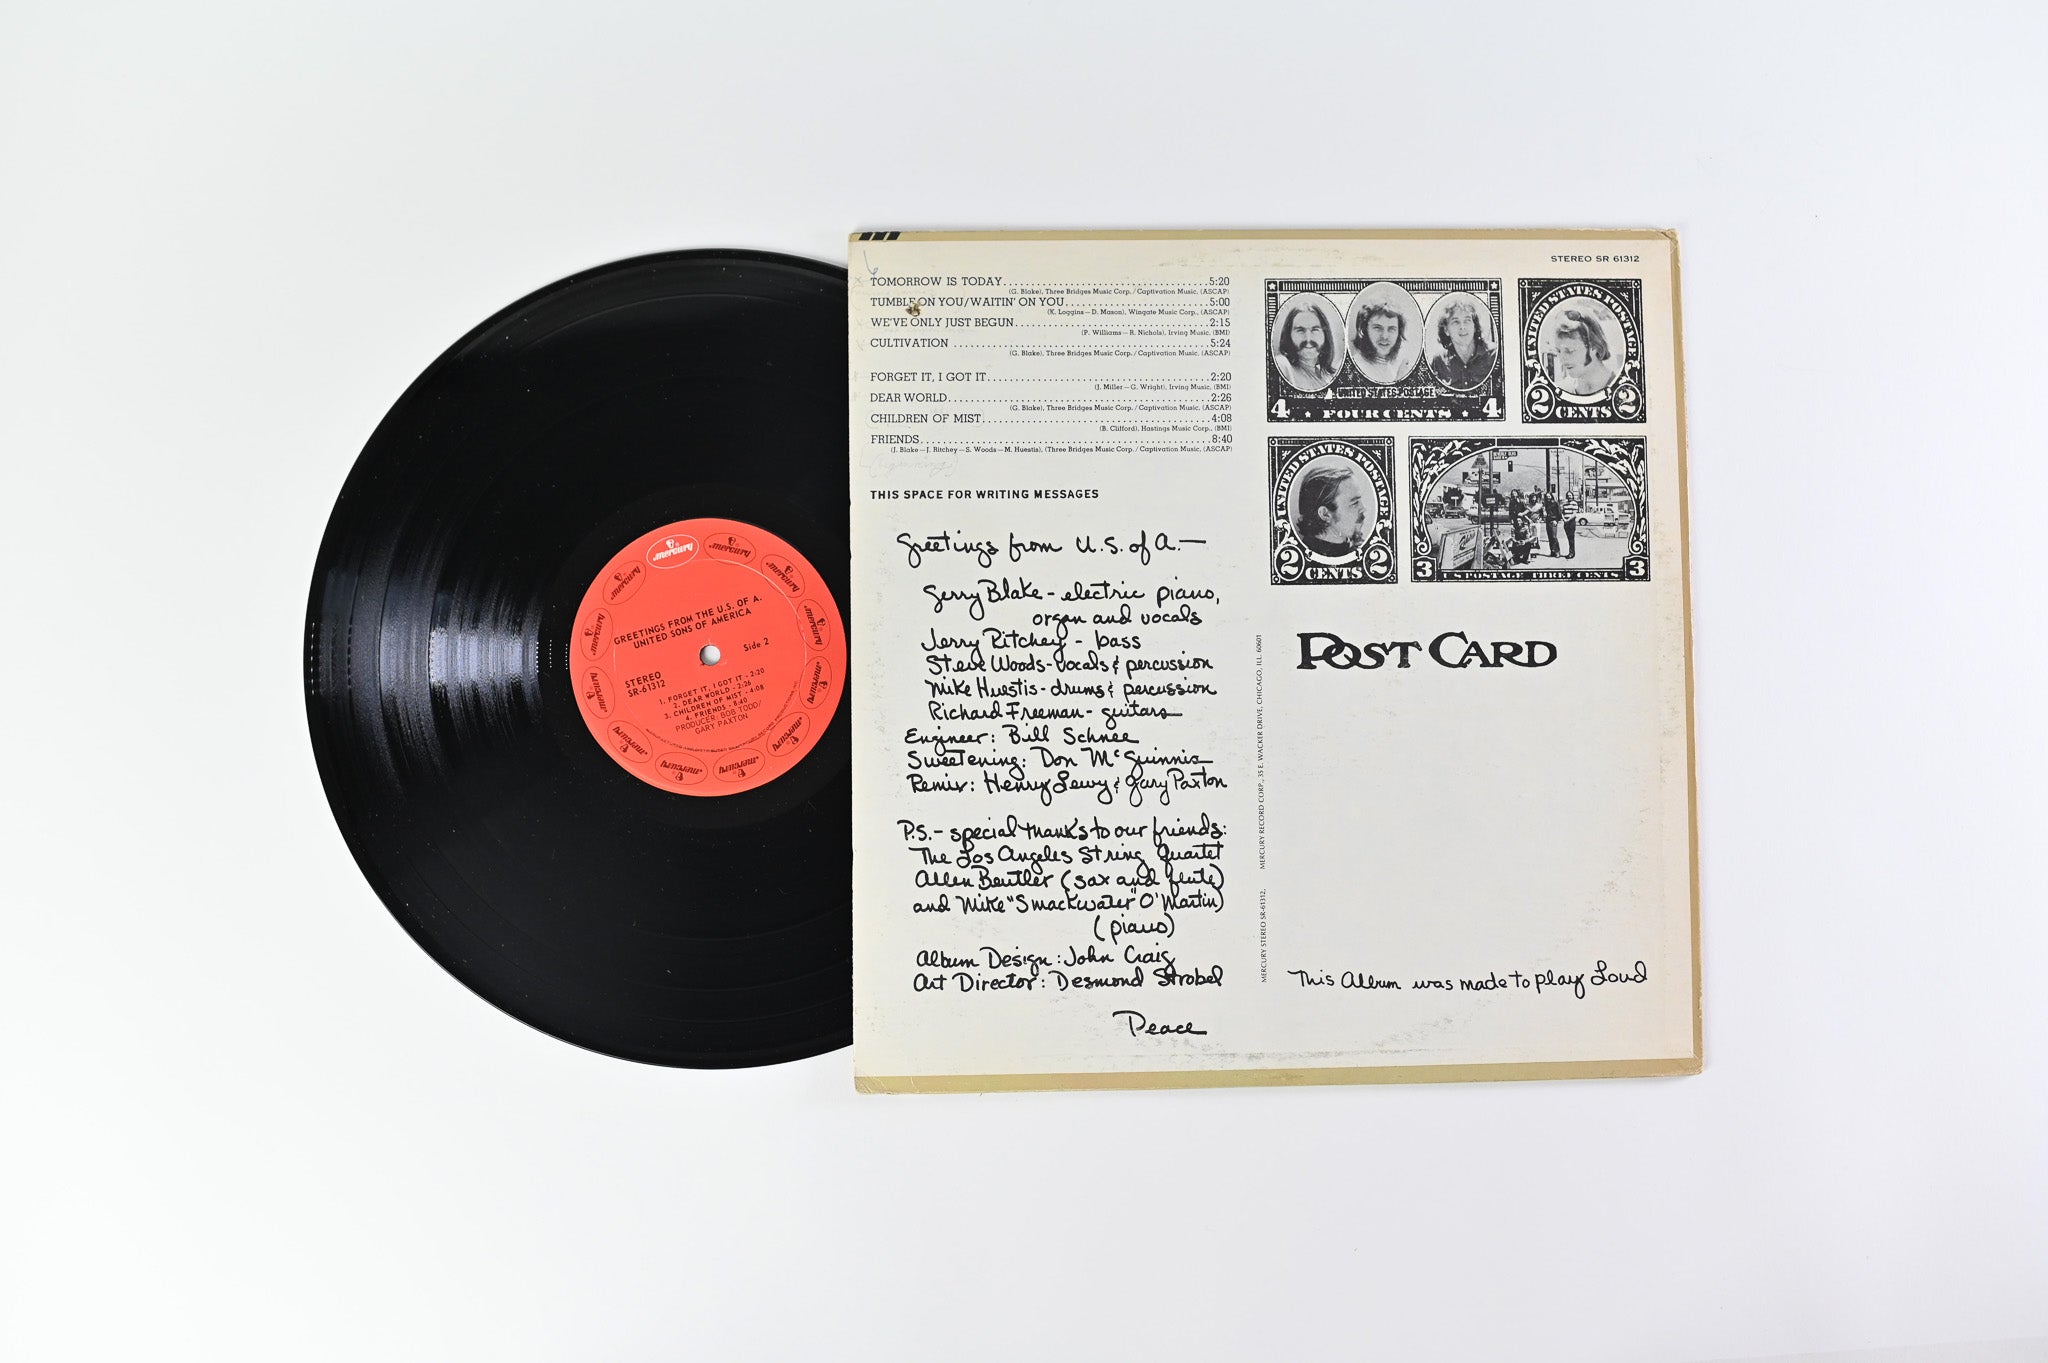 mercury
GREETINGS FROM THE U.S. OF A.
UNITED SONS OF AMERICA
Side 2
STEREO
SR-61312
1. FORGET IT, I GOT IT - 2:20
2. DEAR WORLD - 2:26
3. CHILDREN OF MIST - 4:08
4. FRIENDS - 8:40
PRODUCER: BOB TODD/
GARY PAXTON
TOMORROW IS TODAY 5:20
(G. Blake), Three Bridges Music Corp. / Captivation Music, (ASCAP)
TUMBLE ON YOU/WAITIN' ON YOU 5:00
(K. Loggins—D. Mason), Wingate Music Corp., (ASCAP)
WE'VE ONLY JUST BEGUN 2:15
(P. Williams—R. Nichols), Irving Music, (BMI)
CULTIVATION 5:24
(G. Blake), Three Bridges Music Corp. / Captivation Music, (ASCAP)
FORGET IT, I GOT IT 2:20
(J. Miller—G. Wright), Irving Music, (BMI)
DEAR WORLD 2:26
(G. Blake), Three Bridges Music Corp. / Captivation Music, (ASCAP)
CHILDREN OF MIST 4:08
(B. Clifford), Hastings Music Corp., (BMI)
FRIENDS 8:40
(J. Blake—J. Ritchey—S. Woods—M. Huestis), (Three Bridges Music Corp. / Captivation Music, (ASCAP)
THIS SPACE FOR WRITING MESSAGES
Greetings from U.S. of A.—
Gerry Blake - electric piano,
organ and vocals
Jerry Ritchey - bass
Steve Woods - vocals & percussion
Mike Huestis - drums & percussion
Richard Freeman - guitars
Engineer: Bill Schnee
Sweetening: Don McGuinnis
Remix: Henry Lewy & Gary Paxton
P.S. - special thanks to our friends:
The Los Angeles String Quartet
Allen Beutler (sax and flute)
and Mike "Smackwater" O'Martin)
(piano)
Album Design: John Craig
Art Director: Desmond Strobel
Peace
MERCURY STEREO SR-61312, MERCURY RECORD CORP., 35 E. WACKER DRIVE, CHICAGO, ILL. 60601
STEREO SR 61312
UNITED STATES POSTAGE
4 ★ FOUR CENTS ★ 4
UNITED STATES POSTAGE
2 CENTS 2
UNITED STATES POSTAGE
2 CENTS 2
3 US POSTAGE THREE CENTS 3
POST CARD
This Album was made to play Loud